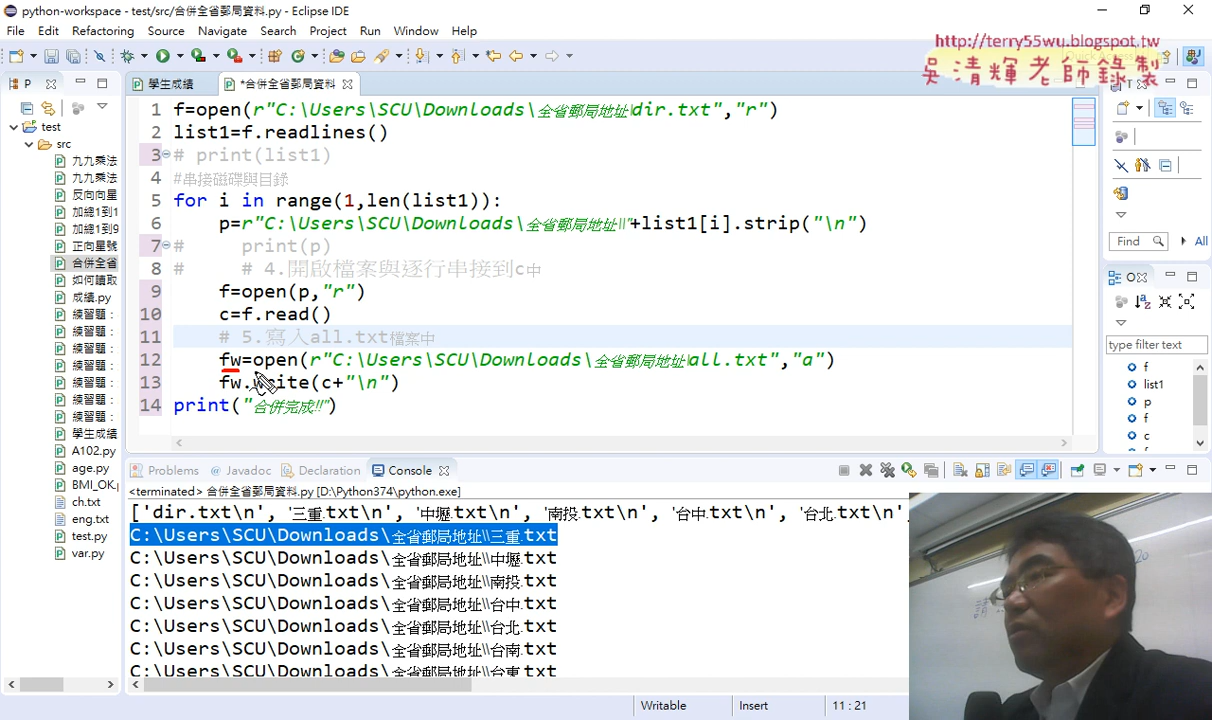 python-workspace - test/src/合併全省郵局資料.py - Eclipse IDE
File Edit Refactoring Source Navigate Search Project Run Window Help
http://terry55wu.blogspot.tw
吳清輝老師錄製
P
學生成績
*合併全省郵局資料
test
src
九九乘法
九九乘法
反向向星
加總1到1
加總1到9
正向星號
合併全省
如何讀取
成績.py
練習題：
練習題：
練習題：
練習題：
練習題：
練習題：
練習題：
學生成績
A102.py
age.py
BMI_OK.p
ch.txt
eng.txt
test.py
var.py
1 f=open(r"C:\Users\SCU\Downloads\全省郵局地址\dir.txt","r")
2 list1=f.readlines()
3 # print(list1)
4 #串接磁碟與目錄
5 for i in range(1,len(list1)):
6 p=r"C:\Users\SCU\Downloads\全省郵局地址\\"+list1[i].strip("\n")
7 # print(p)
8 # # 4.開啟檔案與逐行串接到c中
9 f=open(p,"r")
10 c=f.read()
11 # 5.寫入all.txt檔案中
12 fw=open(r"C:\Users\SCU\Downloads\全省郵局地址\all.txt","a")
13 fw.write(c+"\n")
14 print("合併完成!!")
Find
All
O
type filter text
f
list1
p
f
c
Problems Javadoc Declaration Console
<terminated> 合併全省郵局資料.py [D:\Python374\python.exe]
['dir.txt\n', '三重.txt\n', '中壢.txt\n', '南投.txt\n', '台中.txt\n', '台北.txt\n',
C:\Users\SCU\Downloads\全省郵局地址\\三重.txt
C:\Users\SCU\Downloads\全省郵局地址\\中壢.txt
C:\Users\SCU\Downloads\全省郵局地址\\南投.txt
C:\Users\SCU\Downloads\全省郵局地址\\台中.txt
C:\Users\SCU\Downloads\全省郵局地址\\台北.txt
C:\Users\SCU\Downloads\全省郵局地址\\台南.txt
C:\Users\SCU\Downloads\全省郵局地址\\台東.txt
Writable Insert 11 : 21